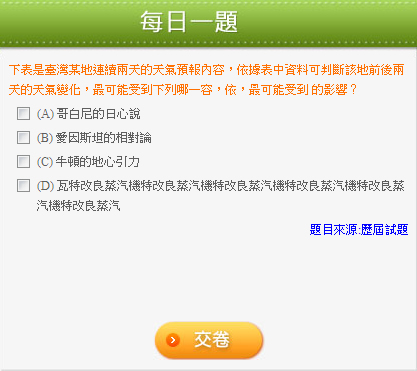 每日一題
下表是臺灣某地連續兩天的天氣預報內容，依據表中資料可判斷該地前後兩
天的天氣變化，最可能受到下列哪一容，依，最可能受到 的影響？
(A) 哥白尼的日心說
(B) 愛因斯坦的相對論
(C) 牛頓的地心引力
(D) 瓦特改良蒸汽機特改良蒸汽機特改良蒸汽機特改良蒸汽機特改良蒸
汽機特改良蒸汽
題目來源:歷屆試題
交卷